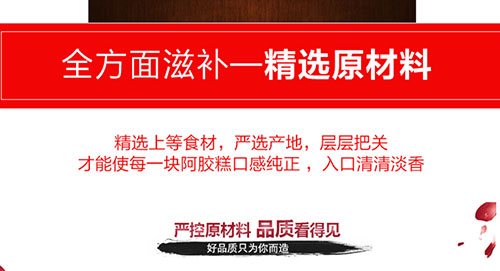 全方面滋补—精选原材料
精选上等食材，严选产地，层层把关
才能使每一块阿胶糕口感纯正，入口清清淡香
严控原材料 品质看得见
好品质只为你而造